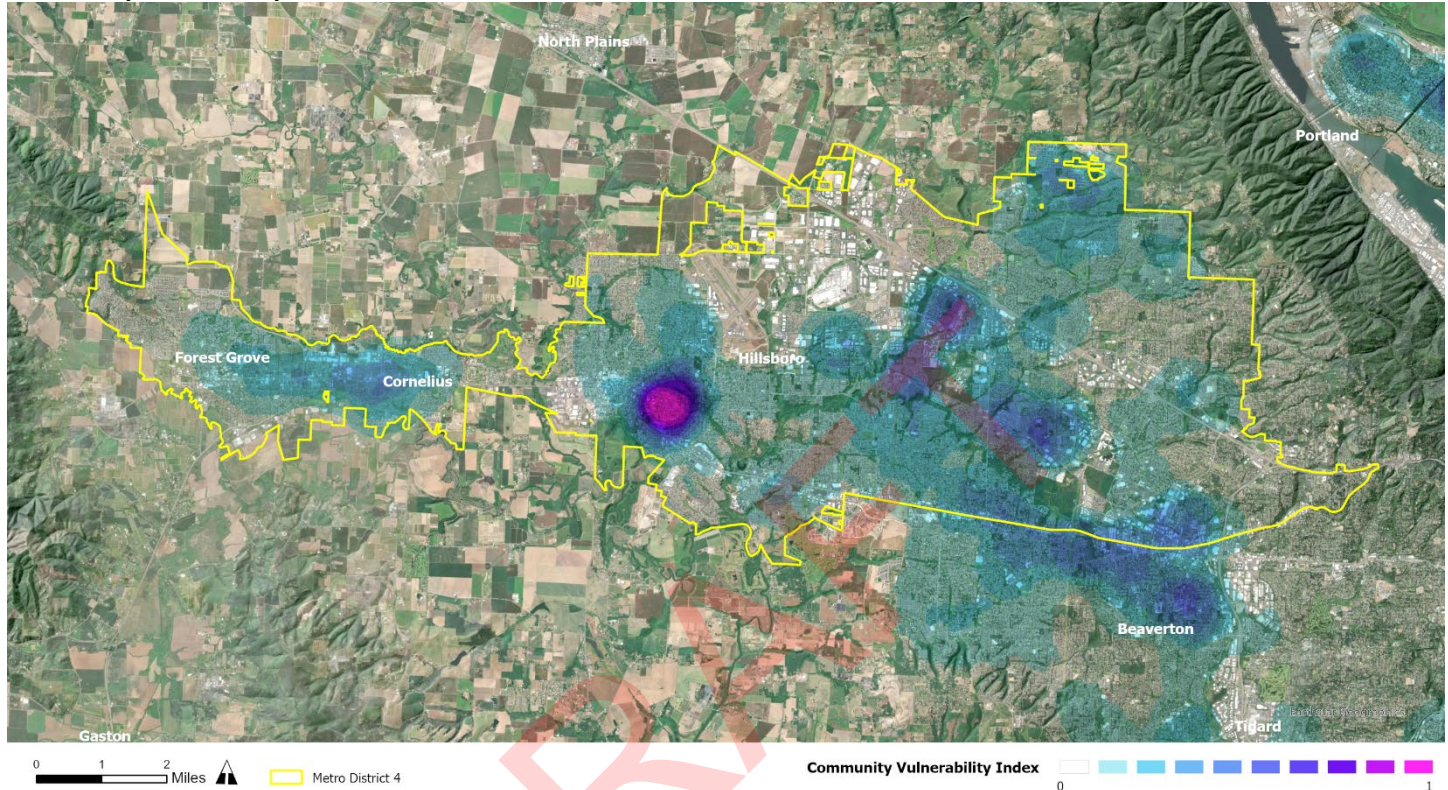 North Plains
Portland
Forest Grove
Hillsboro
Cornelius
Beaverton
Gaston
Tigard
0 1 2
Miles
Metro District 4
Community Vulnerability Index
0 1
DRAFT